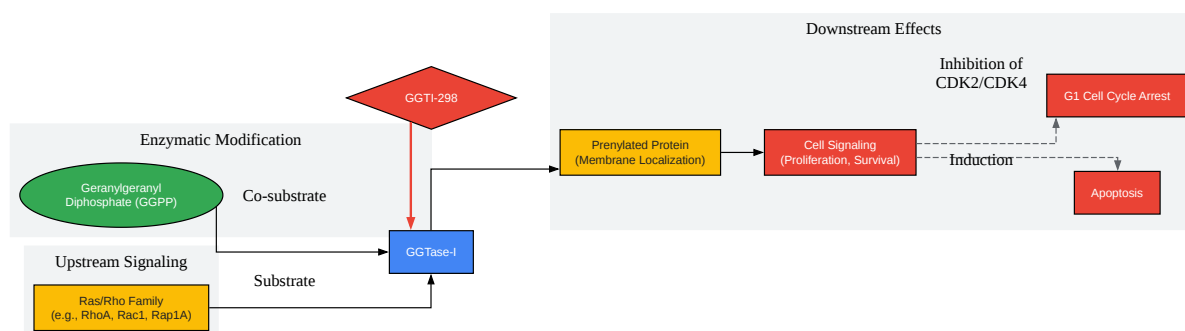 Downstream Effects
Inhibition of
CDK2/CDK4
GGTI-298
G1 Cell Cycle Arrest
Enzymatic Modification
Prenylated Protein
(Membrane Localization)
Cell Signaling
(Proliferation, Survival)
Induction
Geranylgeranyl
Diphosphate (GGPP)
Co-substrate
Apoptosis
GGTase-I
Upstream Signaling
Substrate
Ras/Rho Family
(e.g., RhoA, Rac1, Rap1A)